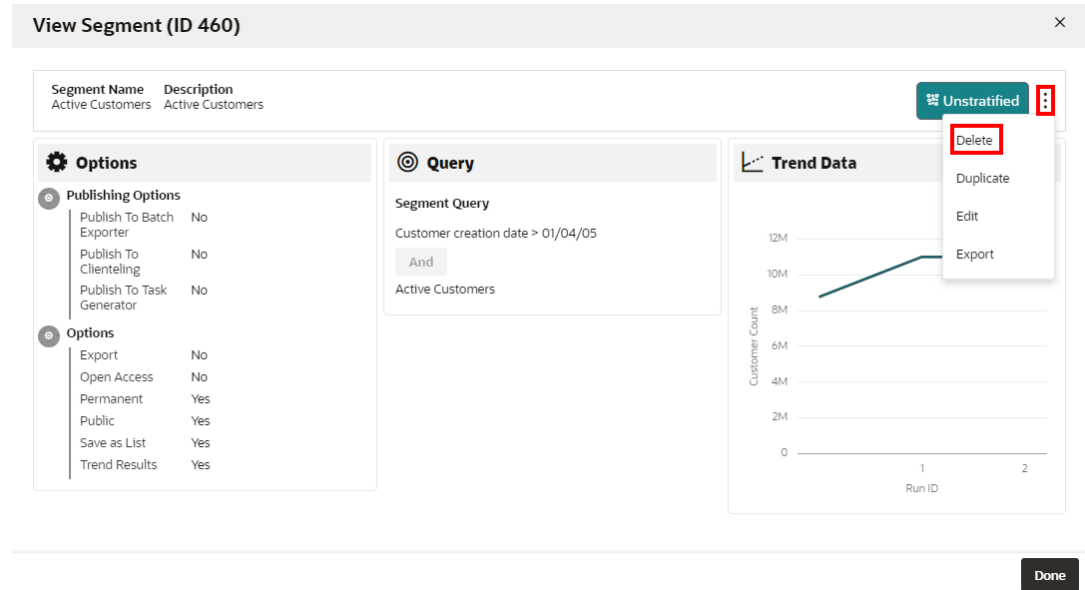 View Segment (ID 460)
Segment Name Description
Active Customers Active Customers
Unstratified
Delete
Duplicate
Edit
Export
Options
Publishing Options
Publish To Batch No
Exporter
Publish To No
Clienteling
Publish To Task No
Generator
Options
Export No
Open Access No
Permanent Yes
Public Yes
Save as List Yes
Trend Results Yes
Query
Segment Query
Customer creation date > 01/04/05
And
Active Customers
Trend Data
12M
10M
8M
6M
4M
2M
0
Customer Count
1 2
Run ID
Done